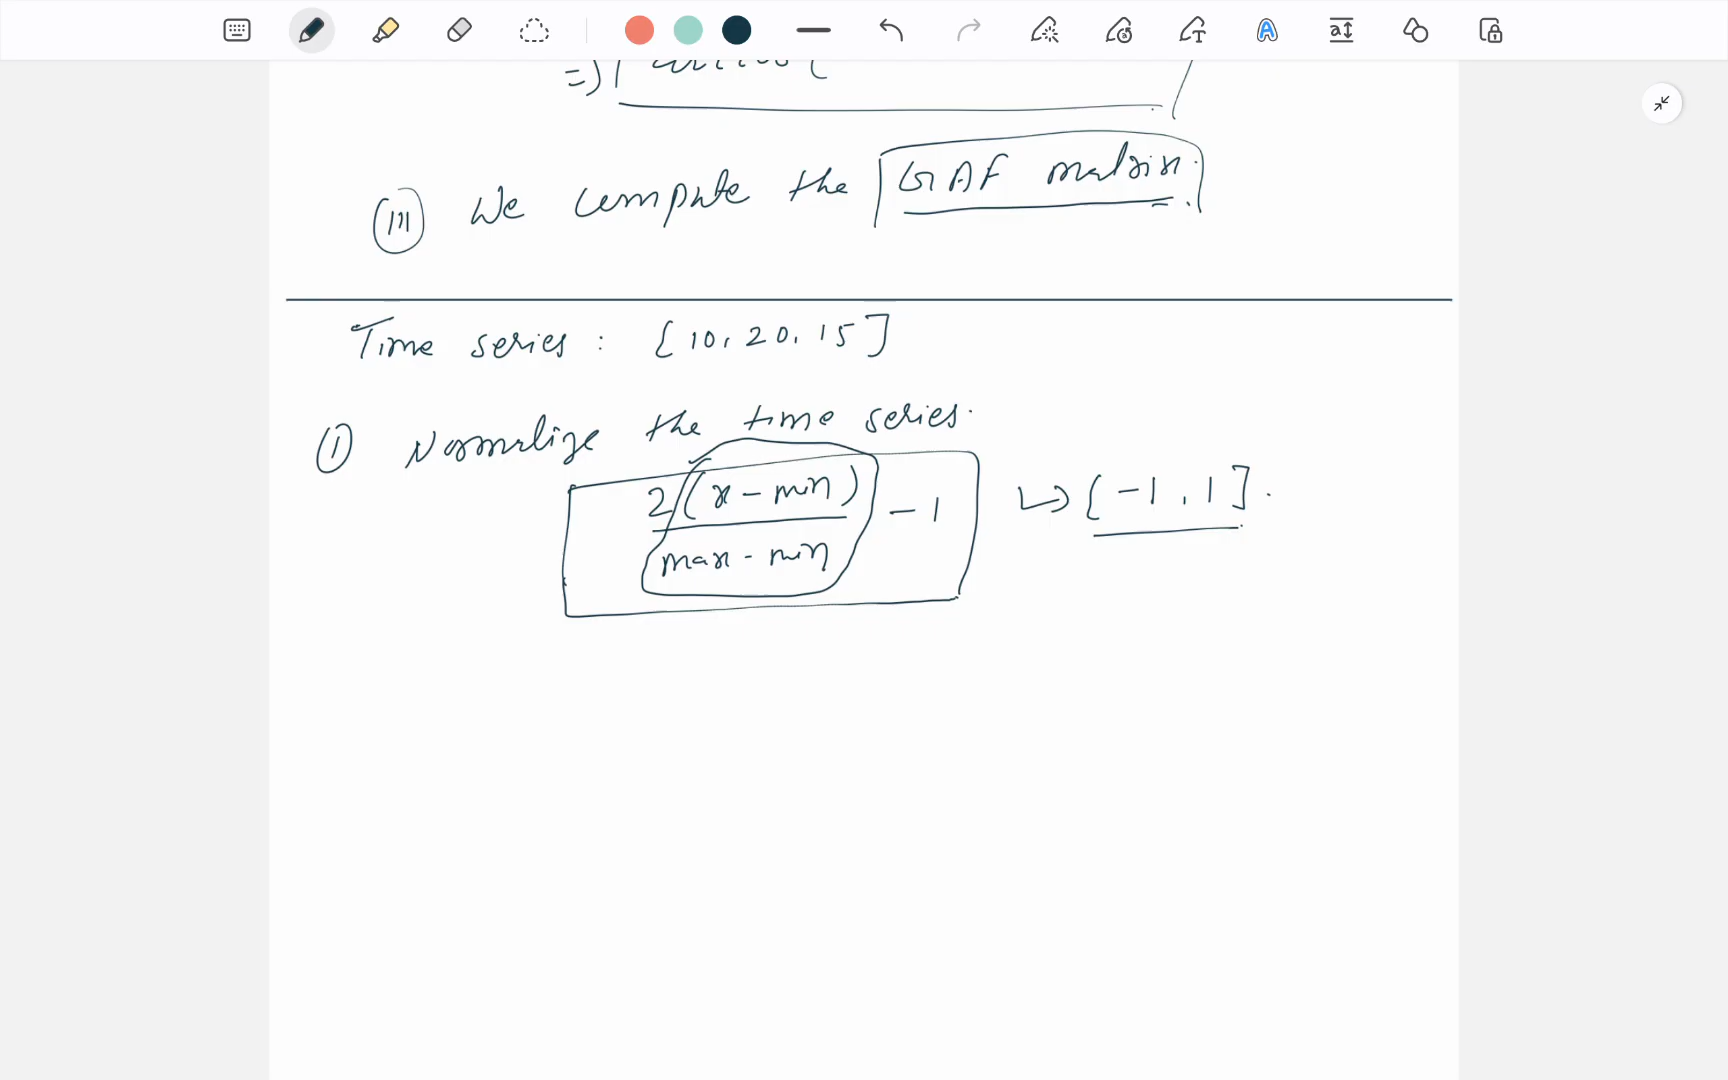 =)
(III) We compute the GAF matrix.
Time series : [10, 20, 15]
(I) Normalize the time series.
2 (x - min)
max - min
- 1 ↳ [-1, 1].